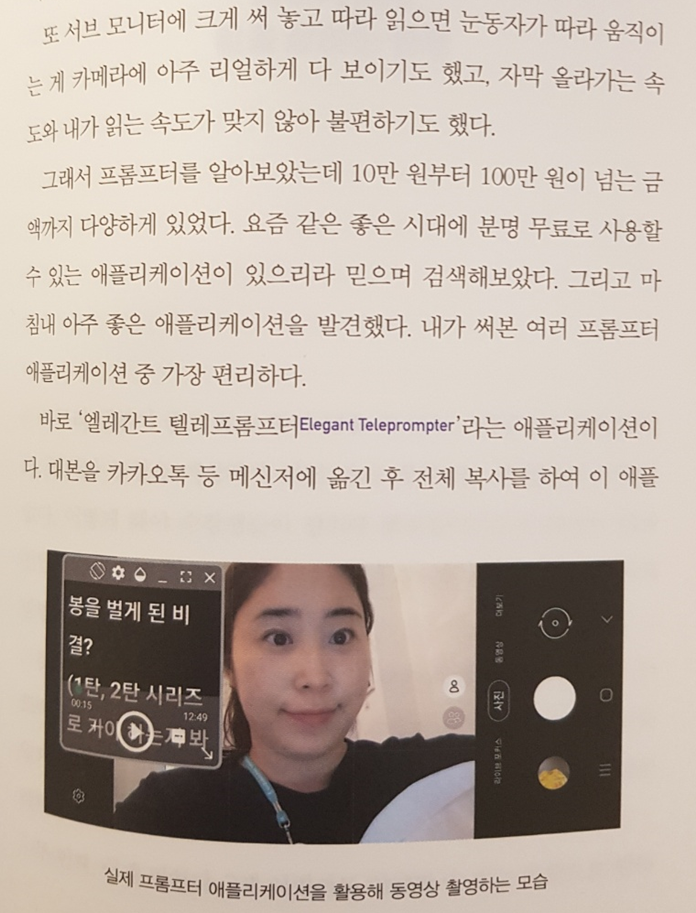 또 서브 모니터에 크게 써 놓고 따라 읽으면 눈동자가 따라 움직이
는 게 카메라에 아주 리얼하게 다 보이기도 했고, 자막 올라가는 속
도와 내가 읽는 속도가 맞지 않아 불편하기도 했다.
그래서 프롬프터를 알아보았는데 10만 원부터 100만 원이 넘는 금
액까지 다양하게 있었다. 요즘 같은 좋은 시대에 분명 무료로 사용할
수 있는 애플리케이션이 있으리라 믿으며 검색해보았다. 그리고 마
침내 아주 좋은 애플리케이션을 발견했다. 내가 써본 여러 프롬프터
애플리케이션 중 가장 편리하다.
바로 ‘엘레간트 텔레프롬프터Elegant Teleprompter’라는 애플리케이션이
다. 대본을 카카오톡 등 메신저에 옮긴 후 전체 복사를 하여 이 애플
봉을 벌게 된 비
결?
(1탄, 2탄 시리즈
00:15
12:49
로 봐
더보기
동영상
사진
라이브 포커스
실제 프롬프터 애플리케이션을 활용해 동영상 촬영하는 모습